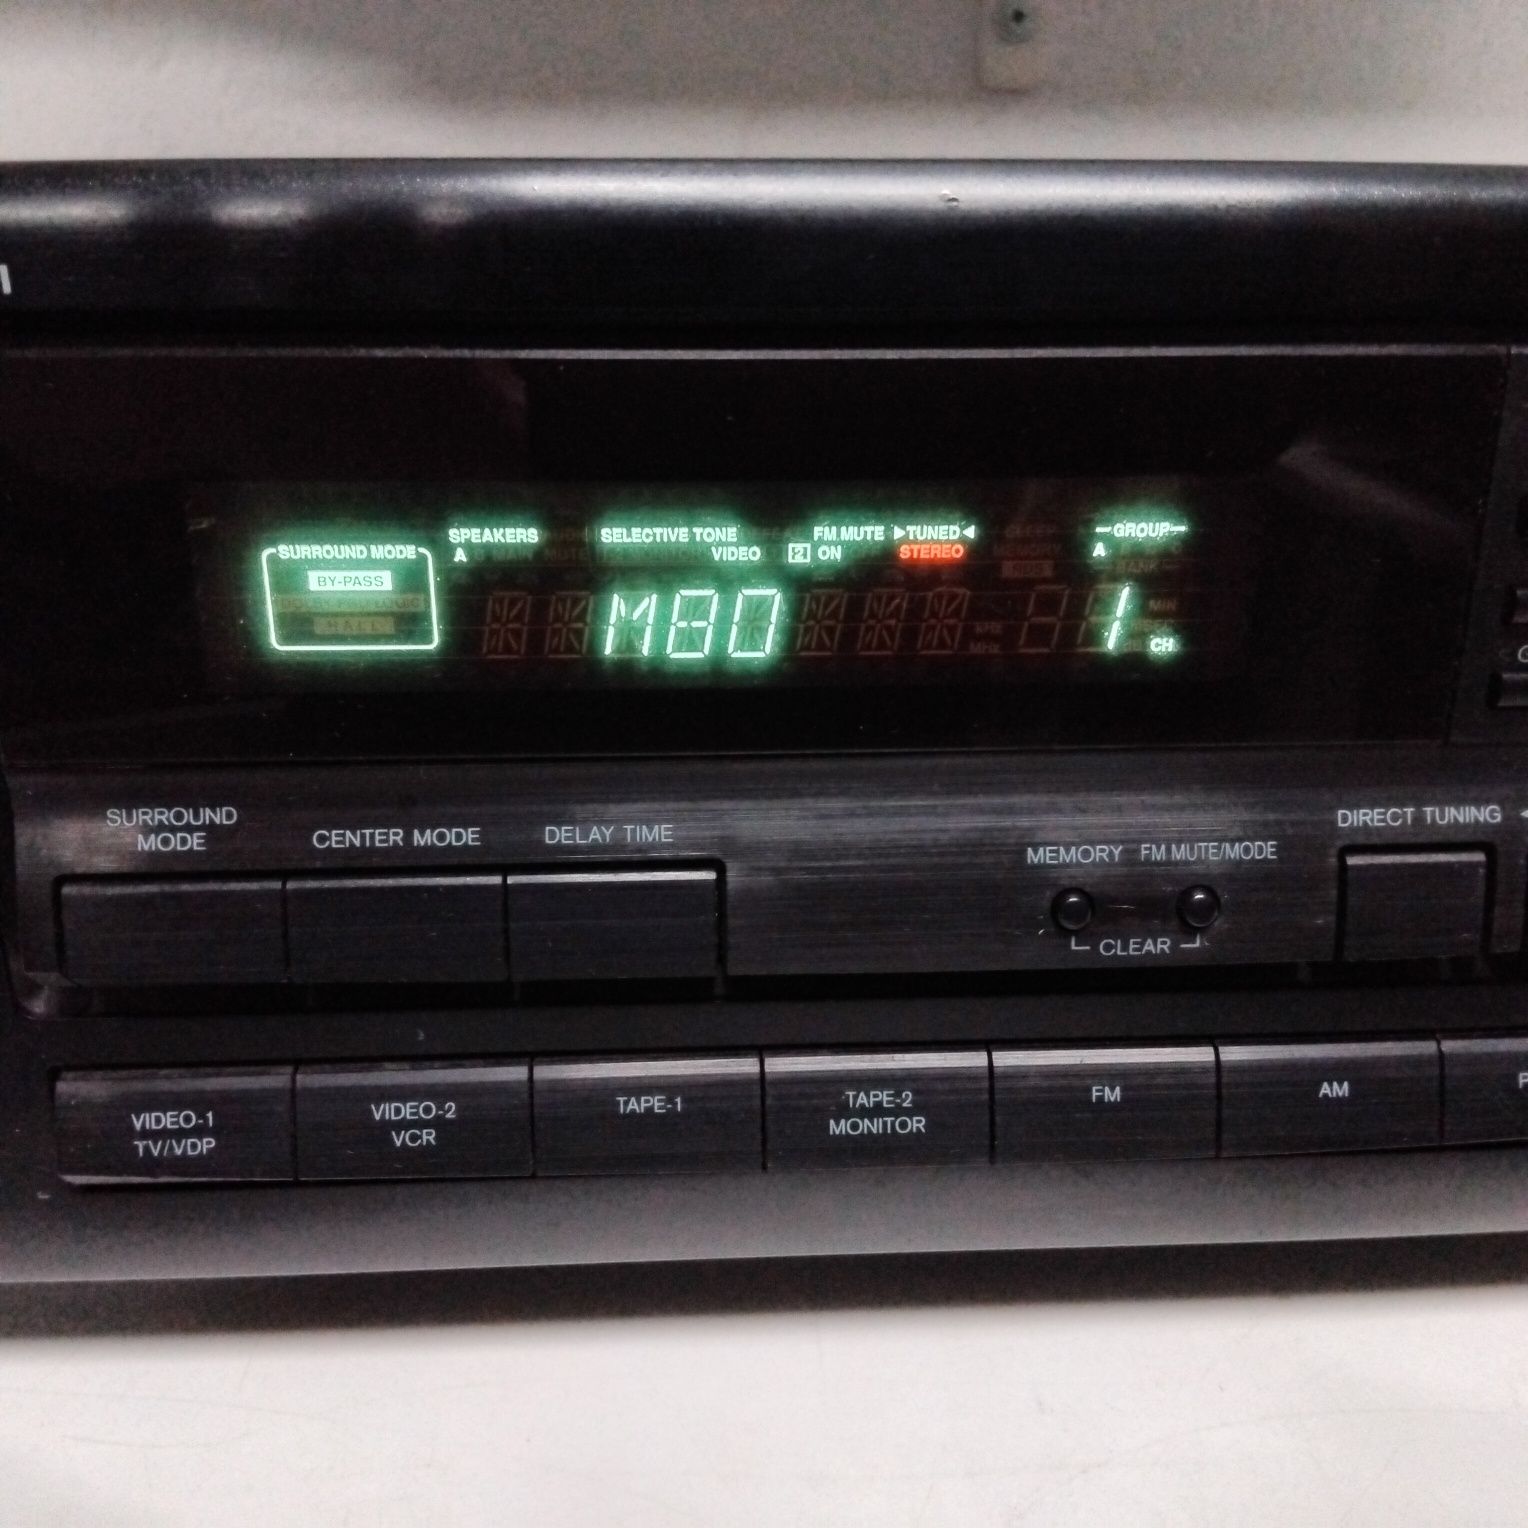 SPEAKERS SELECTIVE TONE FM MUTE ▶TUNED◀ GROUP
A VIDEO 2 ON STEREO A
SURROUND MODE
BY-PASS
HALL
M80 1
CH
SURROUND
MODE
CENTER MODE
DELAY TIME
MEMORY FM MUTE/MODE
CLEAR
DIRECT TUNING
VIDEO-1
TV/VDP
VIDEO-2
VCR
TAPE-1
TAPE-2
MONITOR
FM
AM